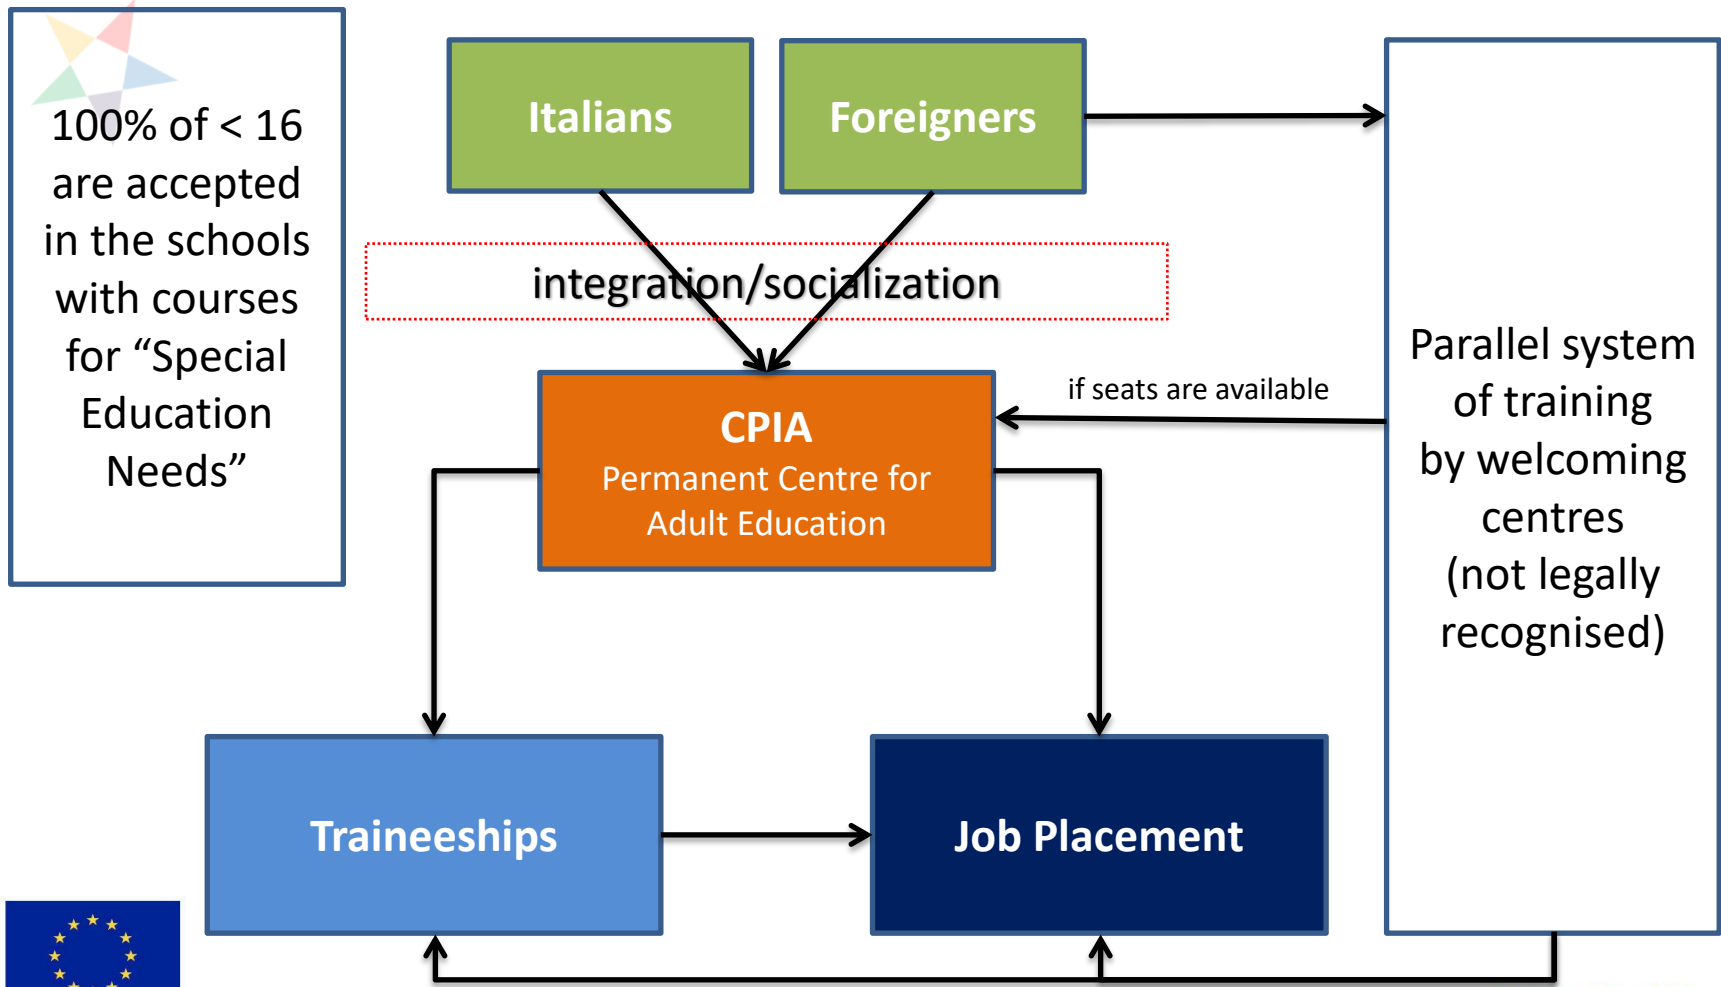 100% of < 16
are accepted
in the schools
with courses
for “Special
Education
Needs”
Italians
Foreigners
integration/socialization
if seats are available
CPIA
Permanent Centre for
Adult Education
Parallel system
of training
by welcoming
centres
(not legally
recognised)
Traineeships
Job Placement